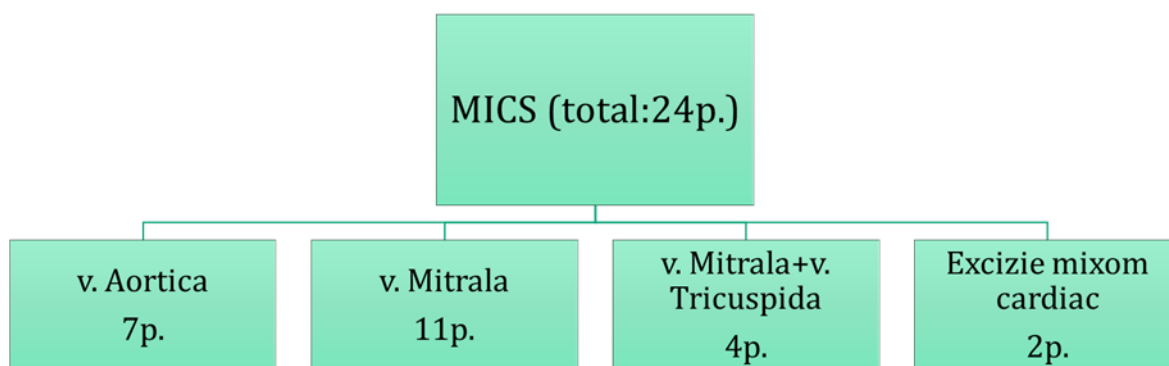 MICS (total:24p.)
v. Aortica
7p.
v. Mitrala
11p.
v. Mitrala+v.
Tricuspida
4p.
Excizie mixom
cardiac
2p.